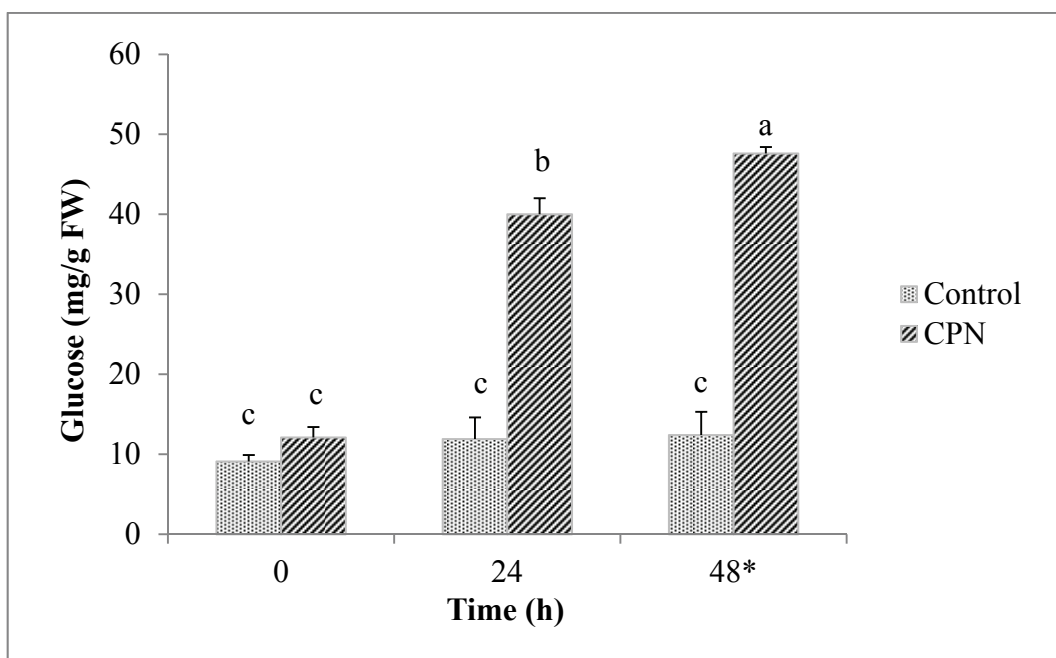 60
50
40
30
20
10
0
Glucose (mg/g FW)
c
c
c
b
c
a
0
24
48*
Time (h)
Control
CPN